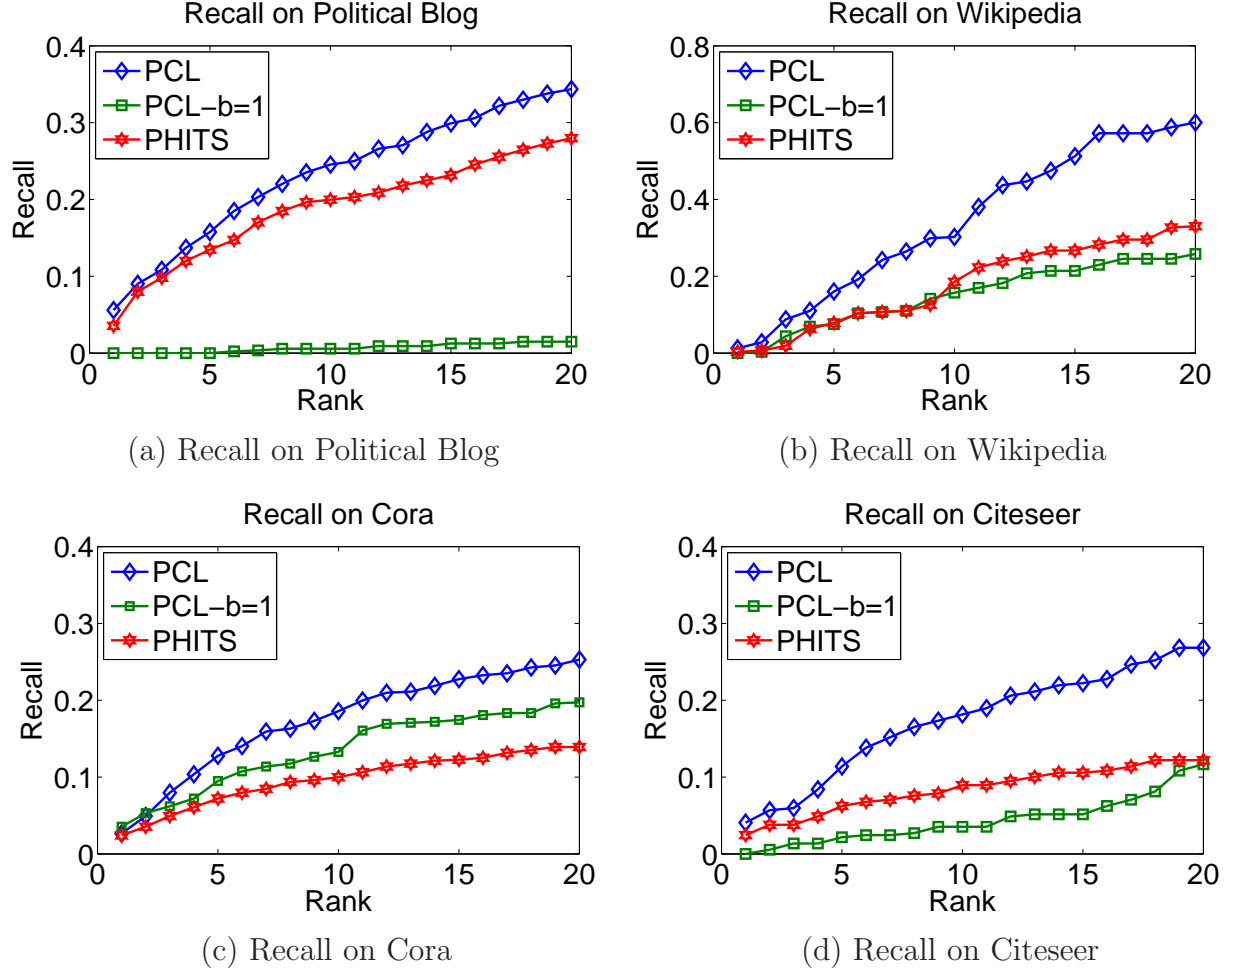 Recall on Political Blog
0.4
0.3
0.2
0.1
0
Recall
PCL
PCL-b=1
PHITS
0 5 10 15 20
Rank
(a) Recall on Political Blog
Recall on Wikipedia
0.8
0.6
0.4
0.2
0
Recall
PCL
PCL-b=1
PHITS
0 5 10 15 20
Rank
(b) Recall on Wikipedia
Recall on Cora
0.4
0.3
0.2
0.1
0
Recall
PCL
PCL-b=1
PHITS
0 5 10 15 20
Rank
(c) Recall on Cora
Recall on Citeseer
0.4
0.3
0.2
0.1
0
Recall
PCL
PCL-b=1
PHITS
0 5 10 15 20
Rank
(d) Recall on Citeseer